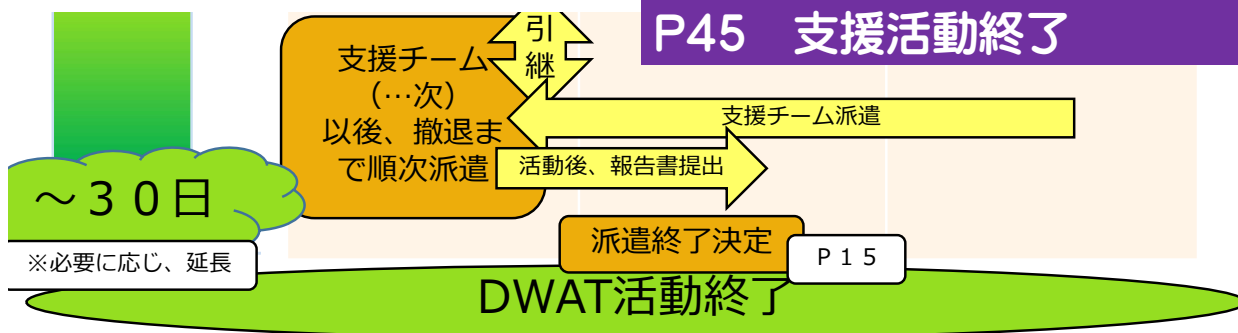 P45　支援活動終了
引
継
支援チーム
（…次）
以後、撤退ま
で順次派遣
支援チーム派遣
活動後、報告書提出
～３０日
※必要に応じ、延長
派遣終了決定
Ｐ１５
DWAT活動終了